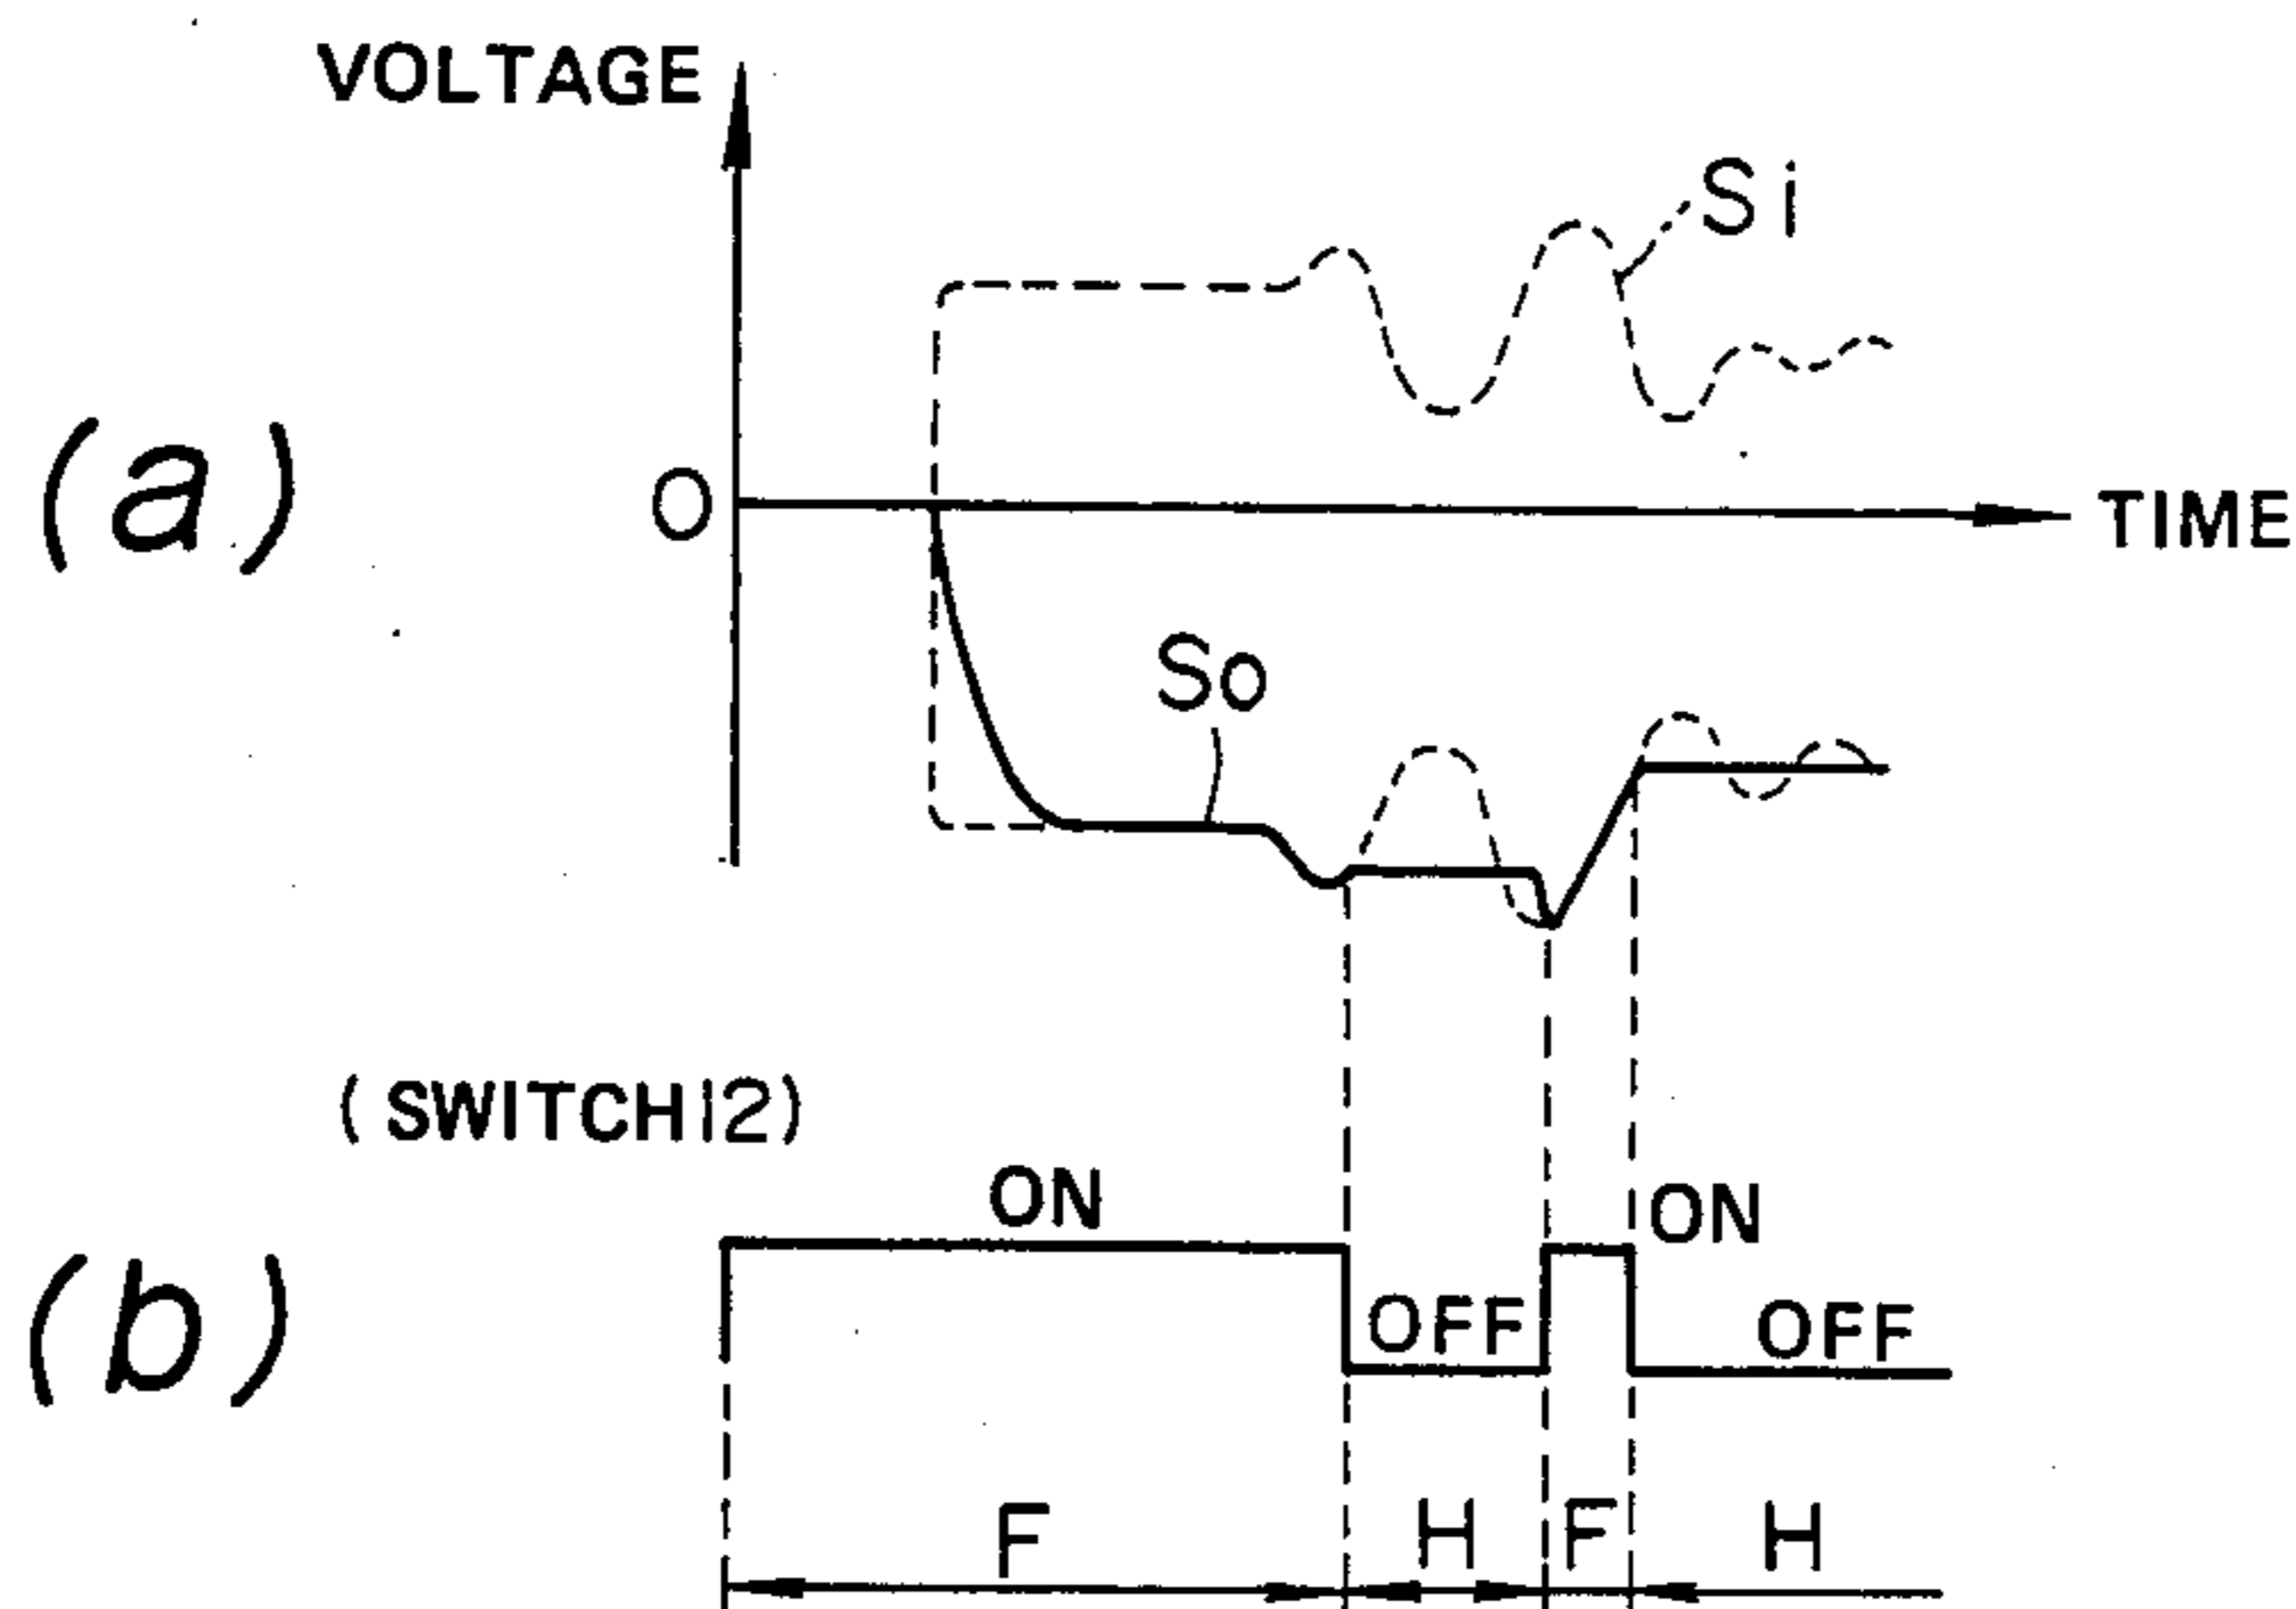 VOLTAGE
Si
(a)
O
TIME
So
(SWITCH12)
ON
ON
(b)
OFF
OFF
F
H
F
H